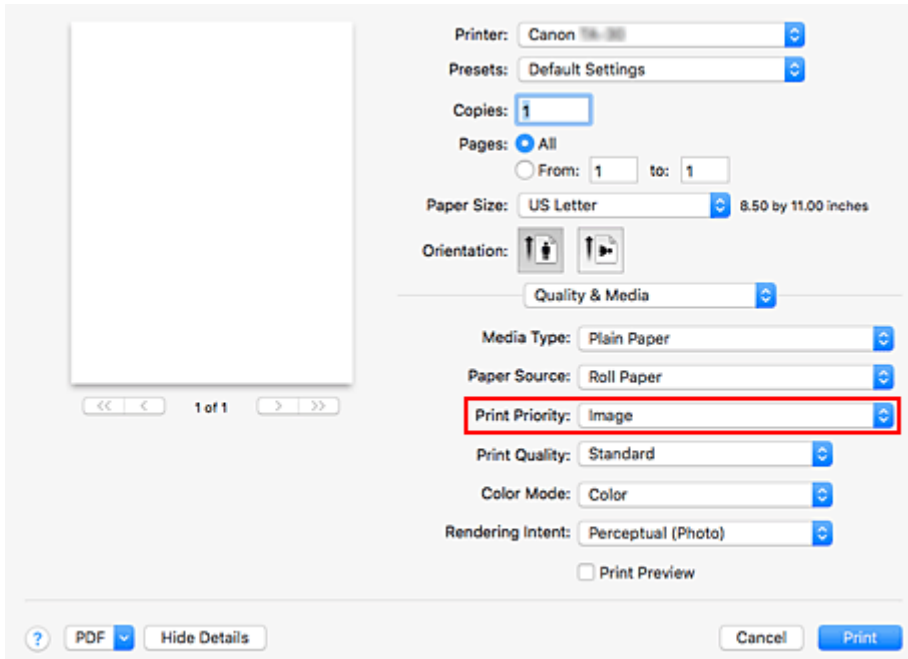 Printer: Canon
Presets: Default Settings
Copies: 1
Pages: All
From: 1 to: 1
Paper Size: US Letter 8.50 by 11.00 inches
Orientation:
Quality & Media
Media Type: Plain Paper
Paper Source: Roll Paper
<< < 1 of 1 > >>
Print Priority: Image
Print Quality: Standard
Color Mode: Color
Rendering Intent: Perceptual (Photo)
Print Preview
? PDF Hide Details Cancel Print